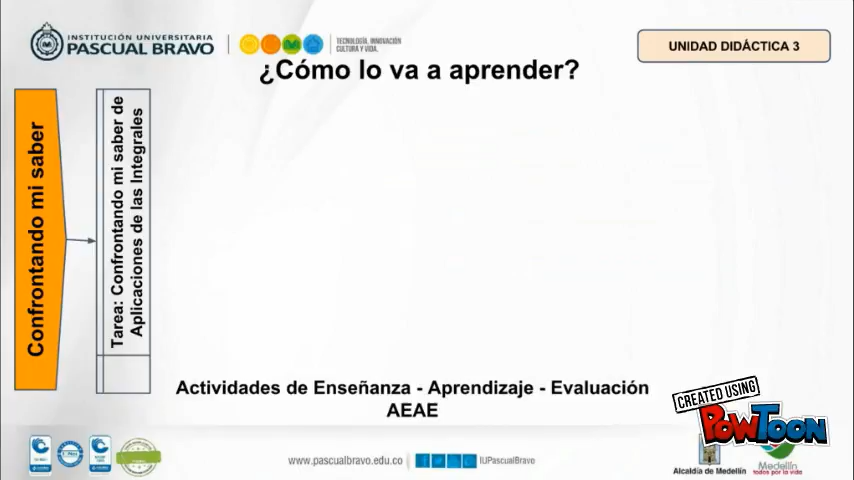 INSTITUCIÓN UNIVERSITARIA
PASCUAL BRAVO
TECNOLOGÍA, INNOVACIÓN
CULTURA Y VIDA.
UNIDAD DIDÁCTICA 3
¿Cómo lo va a aprender?
Confrontando mi saber
Tarea: Confrontando mi saber de
Aplicaciones de las Integrales
Actividades de Enseñanza - Aprendizaje - Evaluación
AEAE
CREATED USING
POWTOON
www.pascualbravo.edu.co
IUPascualBravo
Alcaldía de Medellín
Medellín
todos por la vida